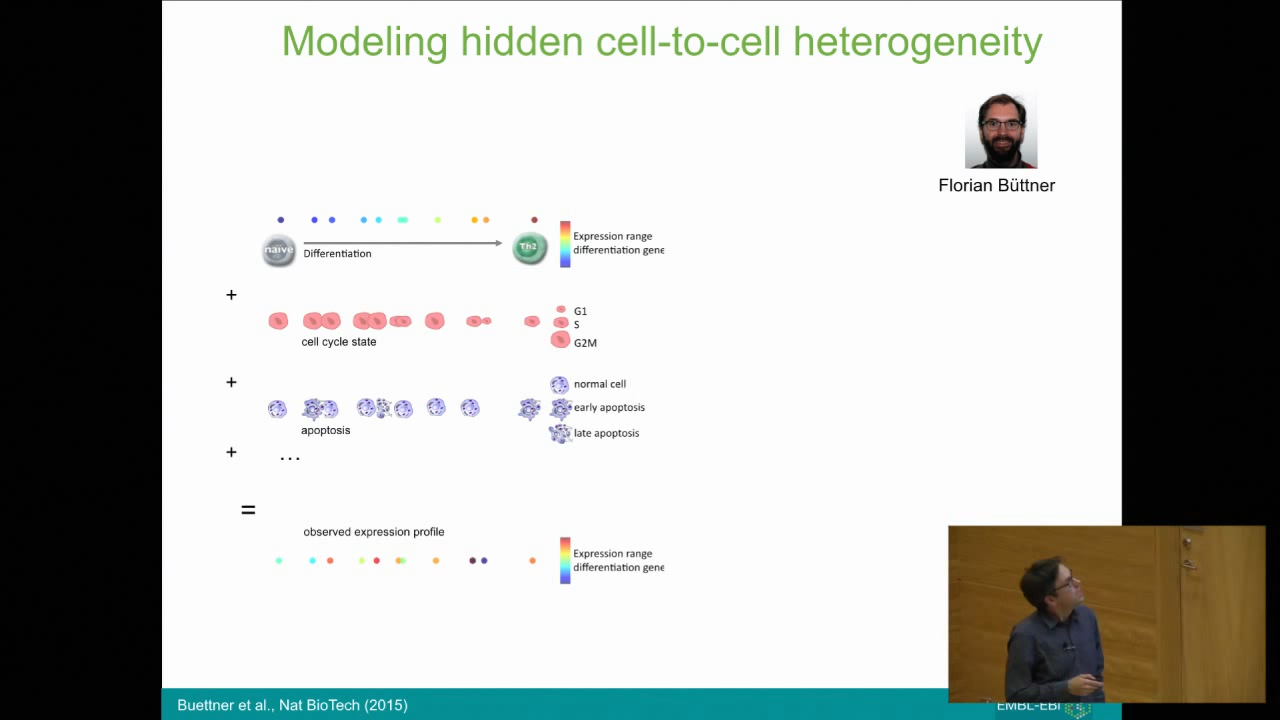 Modeling hidden cell-to-cell heterogeneity
Florian Büttner
naive
Differentiation
Th2
Expression range
differentiation gene
+
G1
S
G2M
cell cycle state
+
normal cell
early apoptosis
late apoptosis
apoptosis
+ ...
=
observed expression profile
Expression range
differentiation gene
Buettner et al., Nat BioTech (2015)
EMBL-EBI